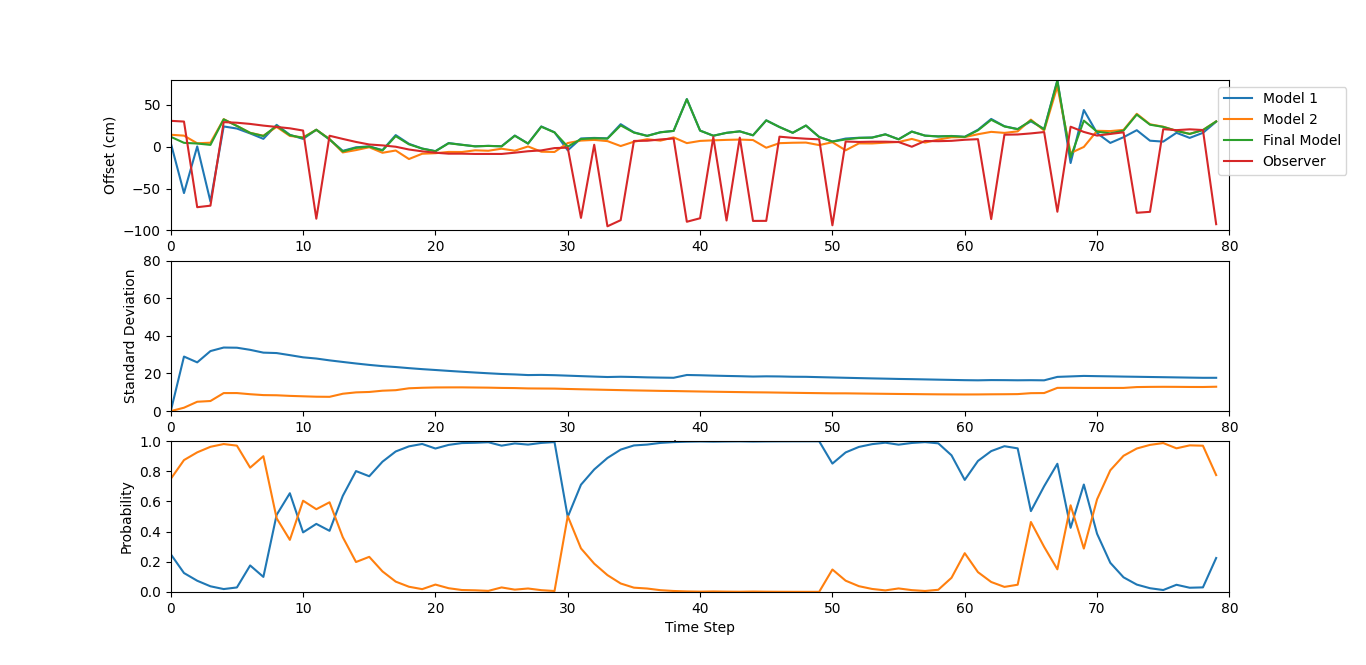 Offset (cm)
50
0
−50
−100
0 10 20 30 40 50 60 70 80
Model 1
Model 2
Final Model
Observer
Standard Deviation
80
60
40
20
0
0 10 20 30 40 50 60 70 80
Probability
1.0
0.8
0.6
0.4
0.2
0.0
0 10 20 30 40 50 60 70 80
Time Step